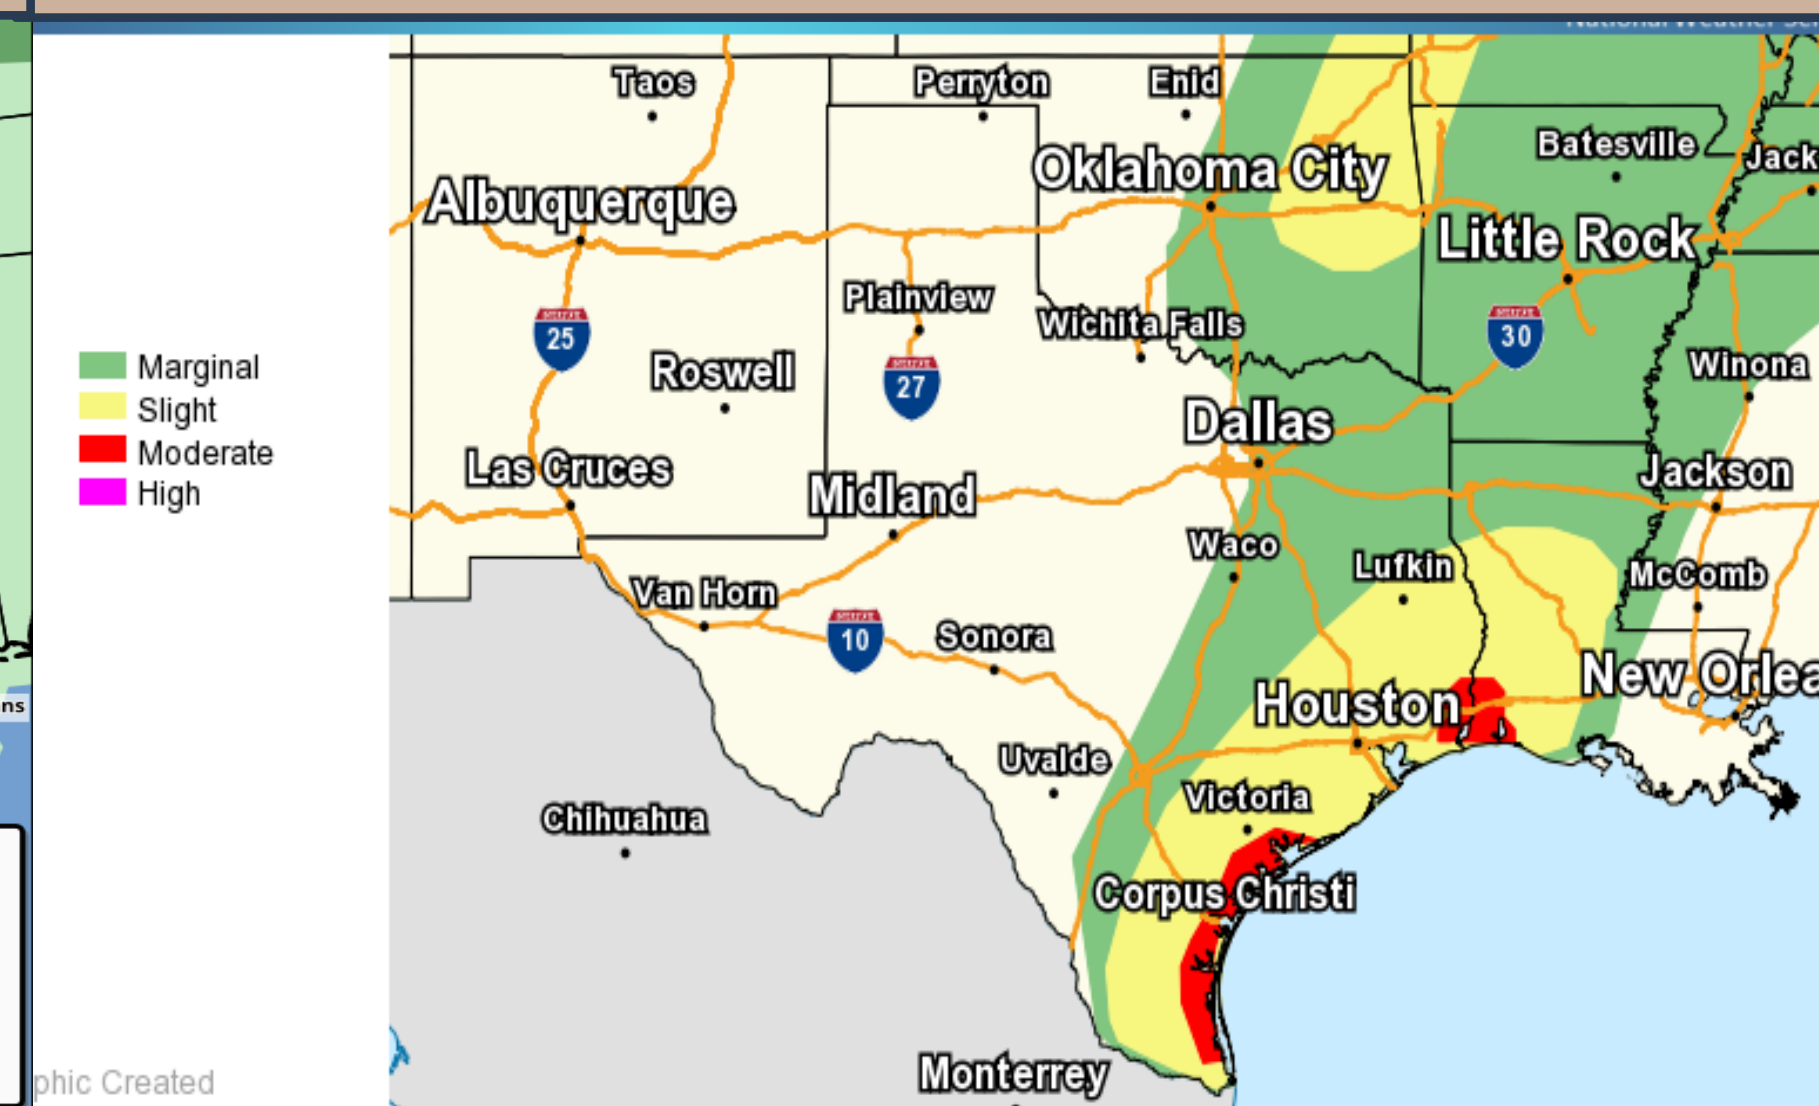 Taos
Perryton
Enid
Batesville
Oklahoma City
Albuquerque
Little Rock
Plainview
Wichita Falls
25
30
27
Winona
Marginal
Slight
Moderate
High
Roswell
Dallas
Las Cruces
Midland
Jackson
Waco
Lufkin
McComb
Van Horn
10
Sonora
Houston
Uvalde
Victoria
Chihuahua
Corpus Christi
Monterrey